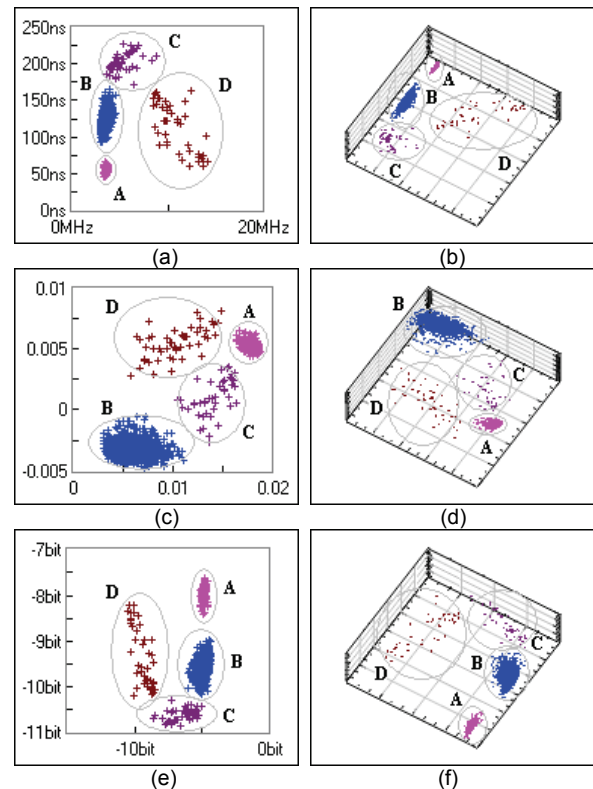 250ns
200ns
150ns
100ns
50ns
0ns
0MHz 20MHz
A
B
C
D
(a)
A
B
C
D
(b)
0.01
0.005
0
-0.005
0 0.01 0.02
D
A
B
C
(c)
B
C
D
A
(d)
-7bit
-8bit
-9bit
-10bit
-11bit
-10bit 0bit
D
A
B
C
(e)
C
B
D
A
(f)